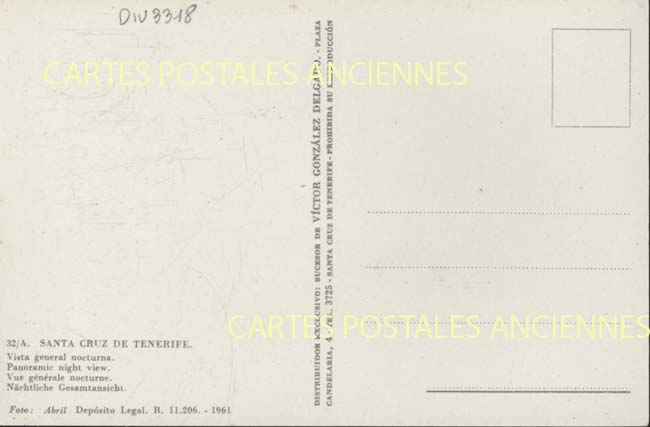 DIV3318
CARTES POSTALES ANCIENNES
32/A. SANTA CRUZ DE TENERIFE.
Vista general nocturna.
Panoramic night view.
Vue générale nocturne.
Nächtliche Gesamtansicht.
Foto: Abril Depósito Legal. B. 11.206. - 1961
DISTRIBUIDOR EXCLUSIVO: SUCESOR DE VÍCTOR GONZÁLEZ DELGADO. - PLAZA
CANDELARIA, 4. TEL. 3725 - SANTA CRUZ DE TENERIFE - PROHIBIDA SU REPRODUCCIÓN
CARTES POSTALES ANCIENNES